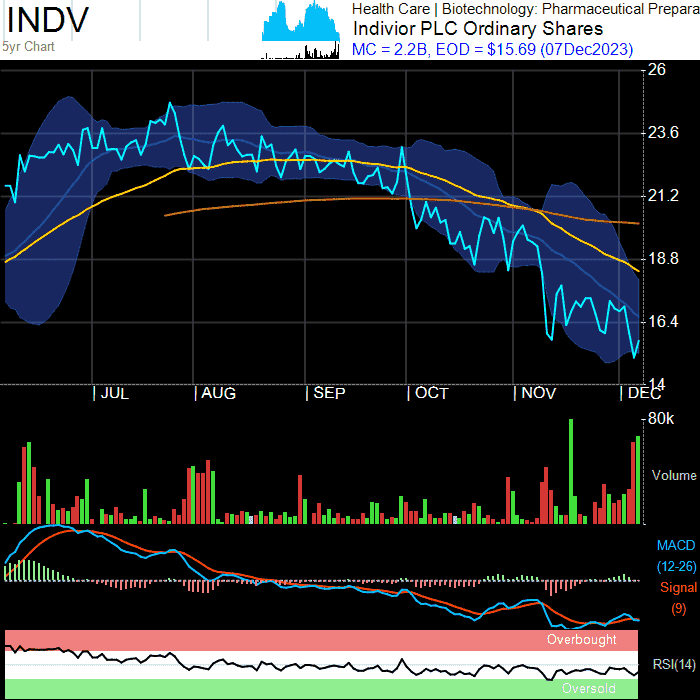 INDV
5yr Chart
Health Care | Biotechnology: Pharmaceutical Prepara
Indivior PLC Ordinary Shares
MC = 2.2B, EOD = $15.69 (07Dec2023)
26
23.6
21.2
18.8
16.4
14
JUL AUG SEP OCT NOV DEC
80k
Volume
MACD
(12-26)
Signal
(9)
Overbought
RSI(14)
Oversold